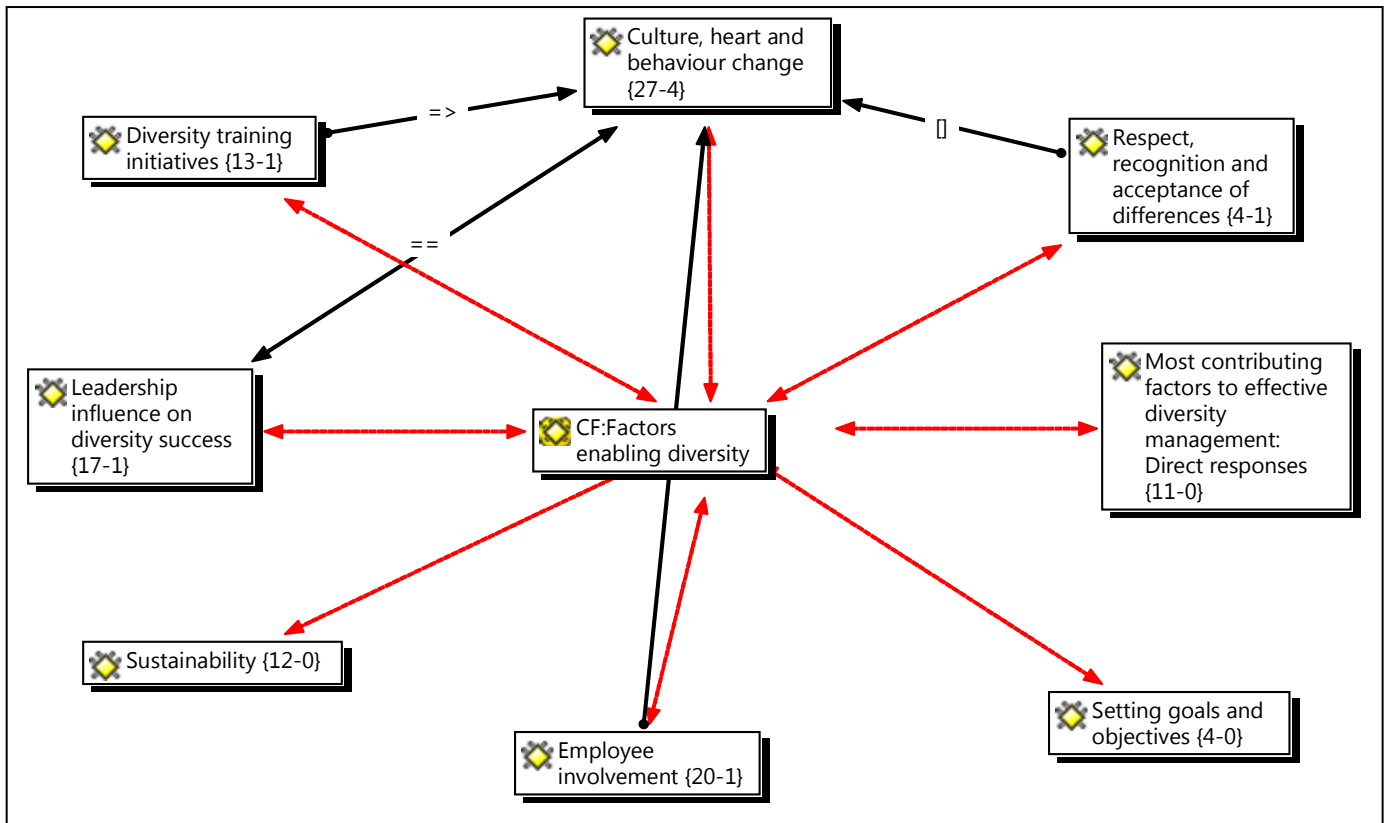 Culture, heart and
behaviour change
{27-4}
=>
[]
Diversity training
initiatives {13-1}
Respect,
recognition and
acceptance of
differences {4-1}
==
Most contributing
factors to effective
diversity
management:
Direct responses
{11-0}
Leadership
influence on
diversity success
{17-1}
CF:Factors
enabling diversity
Sustainability {12-0}
Setting goals and
objectives {4-0}
Employee
involvement {20-1}